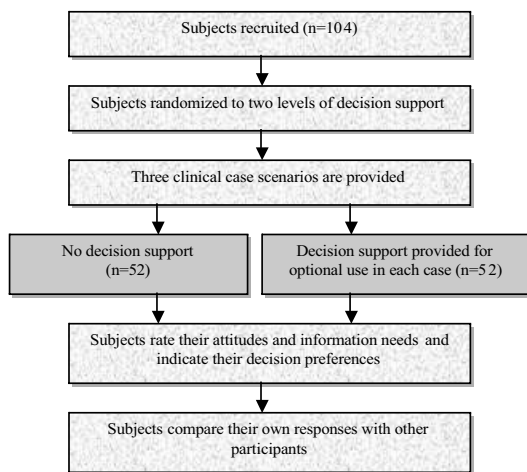 Subjects recruited (n=104)
Subjects randomized to two levels of decision support
Three clinical case scenarios are provided
No decision support
(n=52)
Decision support provided for
optional use in each case (n=52)
Subjects rate their attitudes and information needs and
indicate their decision preferences
Subjects compare their own responses with other
participants